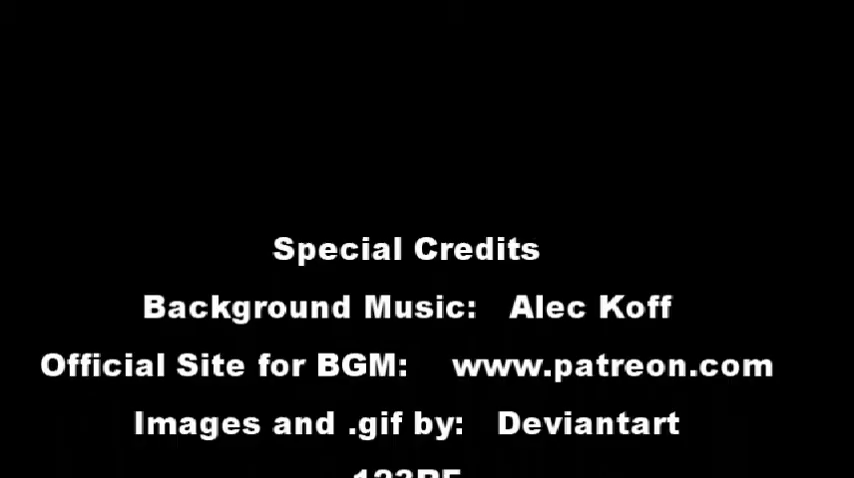 Special Credits
Background Music: Alec Koff
Official Site for BGM: www.patreon.com
Images and .gif by: Deviantart